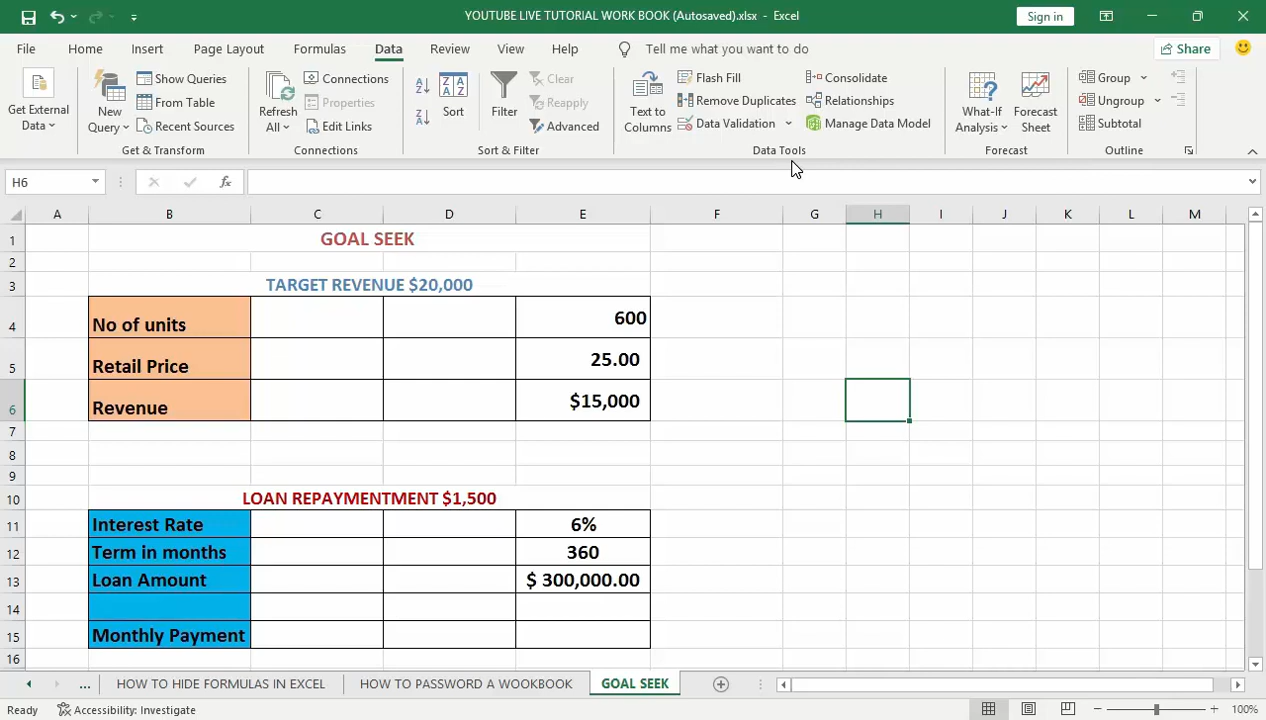 YOUTUBE LIVE TUTORIAL WORK BOOK (Autosaved).xlsx - Excel
Sign in
File Home Insert Page Layout Formulas Data Review View Help Tell me what you want to do Share
Get External Data
New Query
Show Queries
From Table
Recent Sources
Get & Transform
Refresh All
Connections
Properties
Edit Links
Connections
Sort
Filter
Clear
Reapply
Advanced
Sort & Filter
Text to Columns
Flash Fill
Remove Duplicates
Data Validation
Consolidate
Relationships
Manage Data Model
Data Tools
What-If Analysis
Forecast Sheet
Forecast
Group
Ungroup
Subtotal
Outline
H6
fx
A B C D E F G H I J K L M
1 GOAL SEEK
2
3 TARGET REVENUE $20,000
4 No of units 600
5 Retail Price 25.00
6 Revenue $15,000
7
8
9
10 LOAN REPAYMENTMENT $1,500
11 Interest Rate 6%
12 Term in months 360
13 Loan Amount $ 300,000.00
14
15 Monthly Payment
16
... HOW TO HIDE FORMULAS IN EXCEL HOW TO PASSWORD A WOOKBOOK GOAL SEEK
Ready Accessibility: Investigate 100%